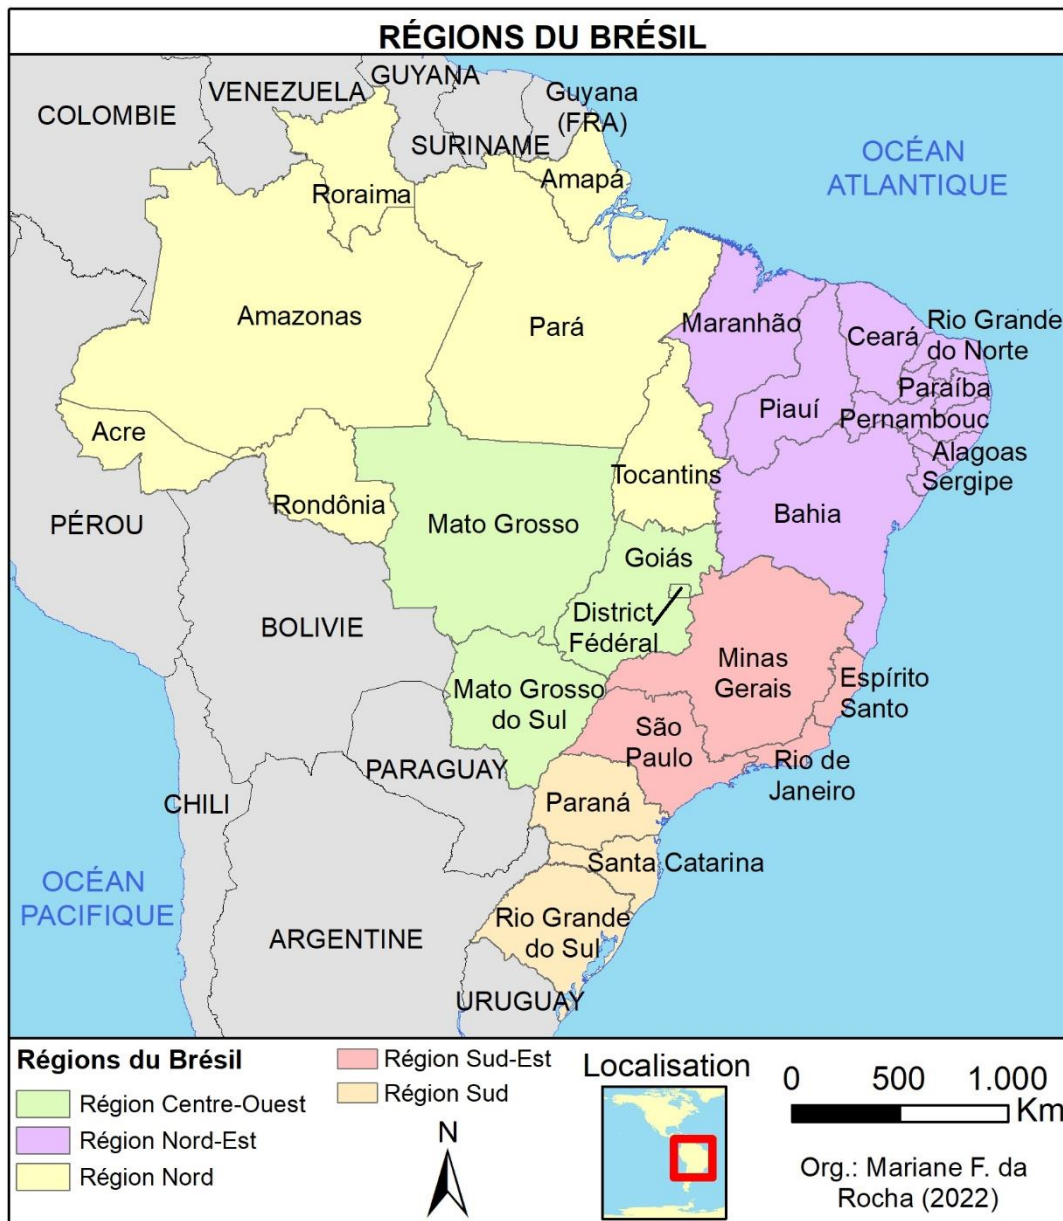 RÉGIONS DU BRÉSIL
COLOMBIE
VENEZUELA
GUYANA
SURINAME
Guyana
(FRA)
OCÉAN
ATLANTIQUE
Roraima
Amapá
Amazonas
Pará
Maranhão
Ceará
Rio Grande
do Norte
Paraíba
Piauí
Pernambouc
Alagoas
Sergipe
Acre
Rondônia
Tocantins
Bahia
PÉROU
Mato Grosso
Goiás
District
Fédéral
BOLIVIE
Minas
Gerais
Espírito
Santo
Mato Grosso
do Sul
São
Paulo
Rio de
Janeiro
PARAGUAY
CHILI
Paraná
Santa Catarina
OCÉAN
PACIFIQUE
ARGENTINE
Rio Grande
do Sul
URUGUAY
Régions du Brésil
Région Centre-Ouest
Région Nord-Est
Région Nord
Région Sud-Est
Région Sud
N
Localisation
0 500 1.000
Km
Org.: Mariane F. da
Rocha (2022)